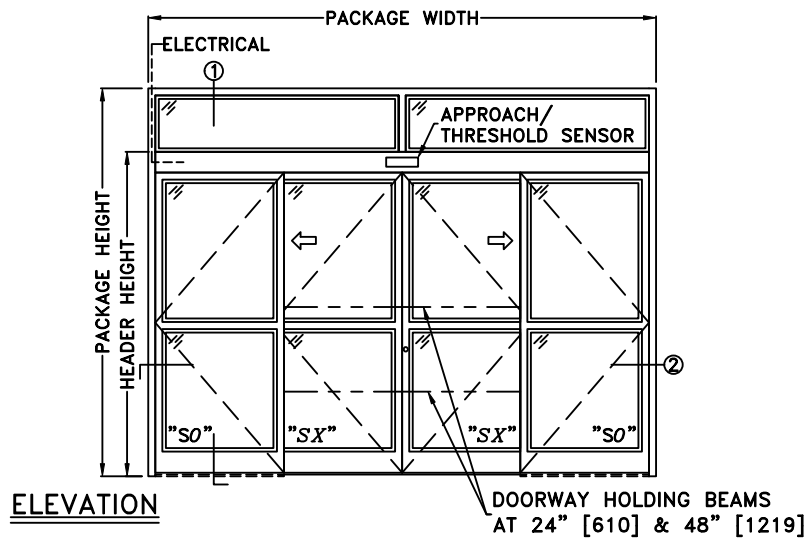 PACKAGE WIDTH
ELECTRICAL
1
APPROACH/
THRESHOLD SENSOR
PACKAGE HEIGHT
HEADER HEIGHT
2
"SO"
"SX"
"SX"
"SO"
ELEVATION
DOORWAY HOLDING BEAMS
AT 24" [610] & 48" [1219]